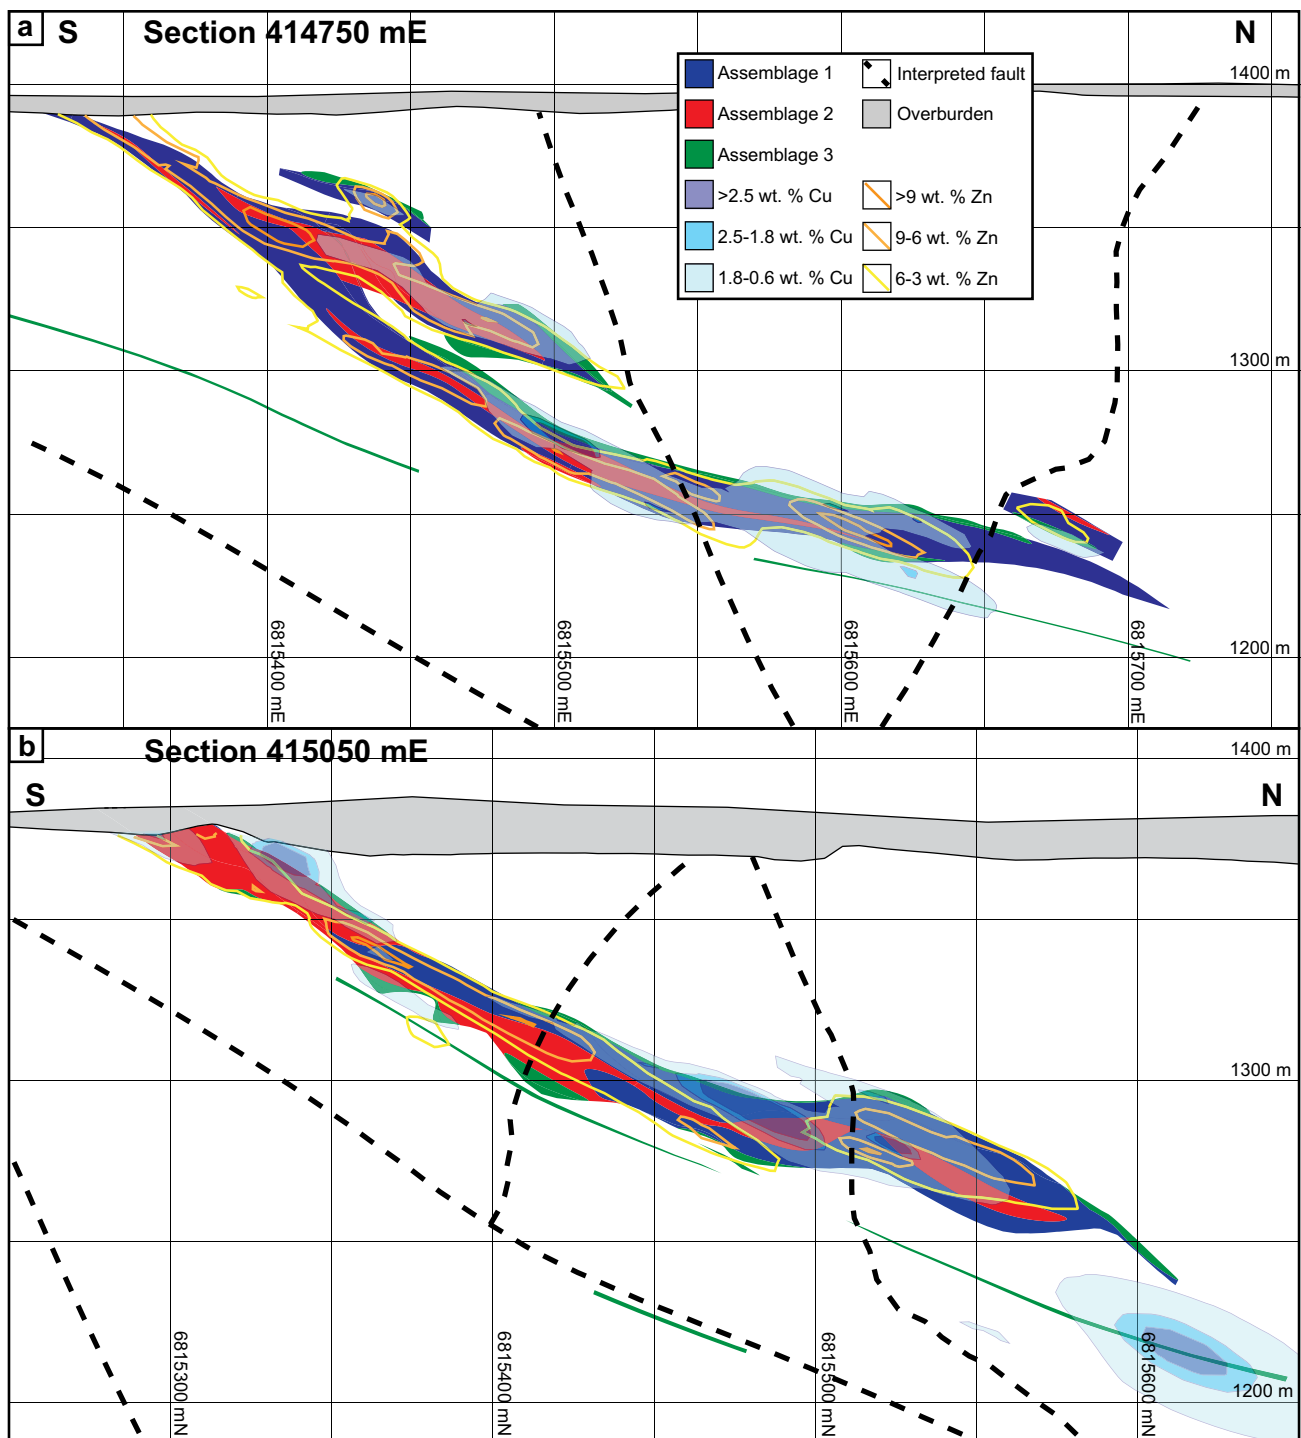 a S Section 414750 mE N
1400 m
Assemblage 1 Interpreted fault
Assemblage 2 Overburden
Assemblage 3
>2.5 wt. % Cu >9 wt. % Zn
2.5-1.8 wt. % Cu 9-6 wt. % Zn
1.8-0.6 wt. % Cu 6-3 wt. % Zn
1300 m
1200 m
6815400 mE
6815500 mE
6815600 mE
6815700 mE
b Section 415050 mE
1400 m
S N
1300 m
1200 m
6815300 mN
6815400 mN
6815500 mN
6815600 mN